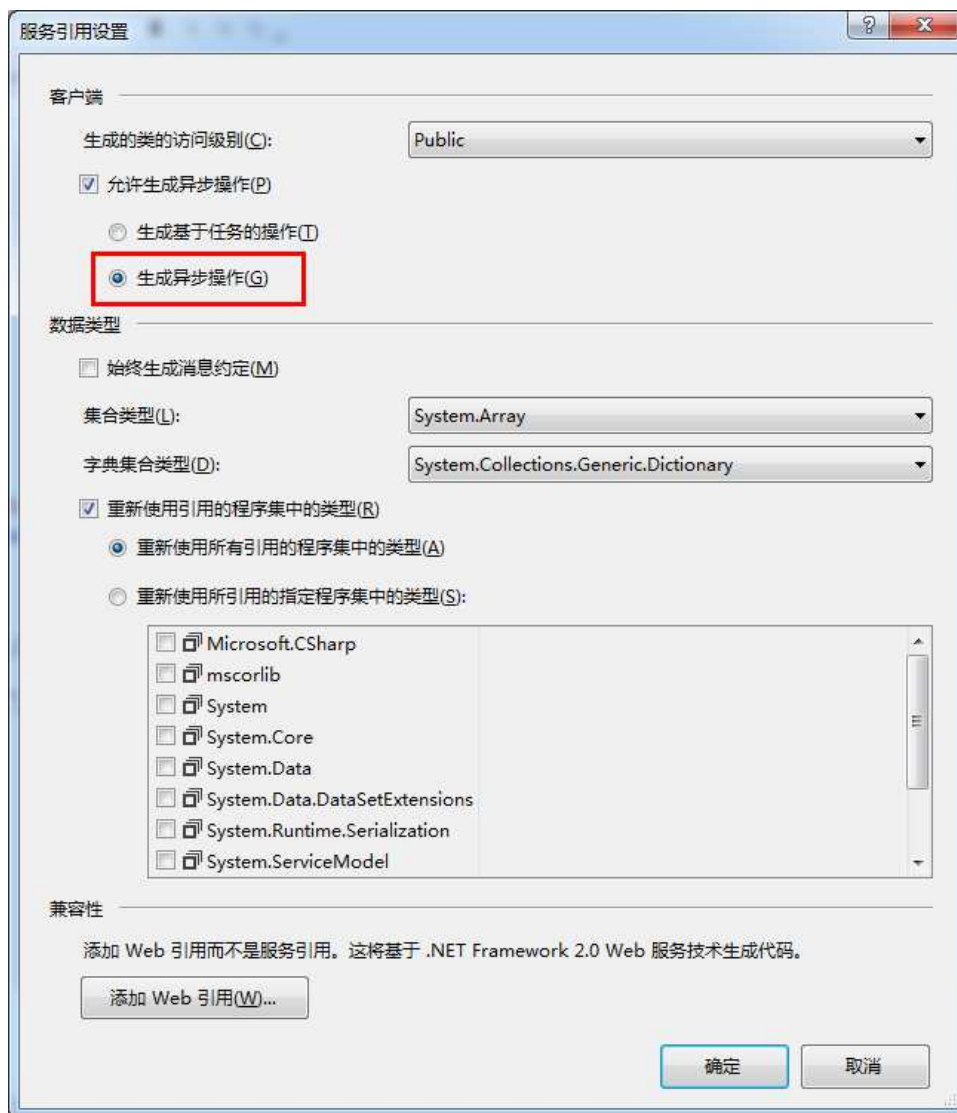 服务引用设置
客户端
生成的类的访问级别(C):
Public
允许生成异步操作(P)
生成基于任务的操作(T)
生成异步操作(G)
数据类型
始终生成消息约定(M)
集合类型(L):
System.Array
字典集合类型(D):
System.Collections.Generic.Dictionary
重新使用引用的程序集中的类型(R)
重新使用所有引用的程序集中的类型(A)
重新使用所引用的指定程序集中的类型(S):
Microsoft.CSharp
mscorlib
System
System.Core
System.Data
System.Data.DataSetExtensions
System.Runtime.Serialization
System.ServiceModel
兼容性
添加 Web 引用而不是服务引用。这将基于 .NET Framework 2.0 Web 服务技术生成代码。
添加 Web 引用(W)...
确定
取消